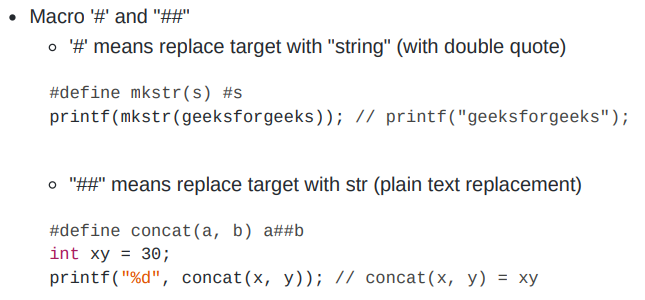 • Macro '#' and "##"
◦ '#' means replace target with "string" (with double quote)
#define mkstr(s) #s
printf(mkstr(geeksforgeeks)); // printf("geeksforgeeks");
◦ "##" means replace target with str (plain text replacement)
#define concat(a, b) a##b
int xy = 30;
printf("%d", concat(x, y)); // concat(x, y) = xy